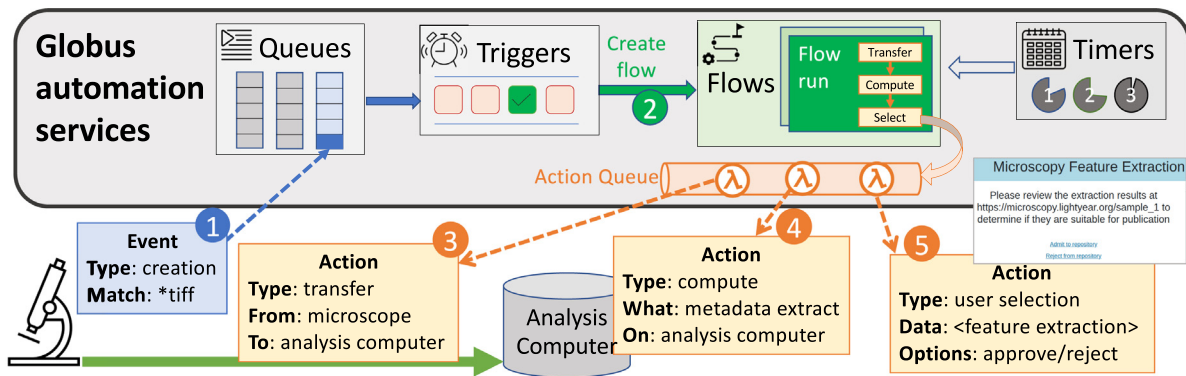 Globus
automation
services
Queues
Triggers
Create
flow
2
Flows
Flow
run
Transfer
Compute
Select
Timers
1
2
3
Action Queue
λ
λ
λ
Microscopy Feature Extraction
Please review the extraction results at
https://microscopy.lightyear.org/sample_1 to
determine if they are suitable for publication
Admit to repository
Reject from repository
1
Event
Type: creation
Match: *tiff
3
Action
Type: transfer
From: microscope
To: analysis computer
Analysis
Computer
4
Action
Type: compute
What: metadata extract
On: analysis computer
5
Action
Type: user selection
Data: <feature extraction>
Options: approve/reject